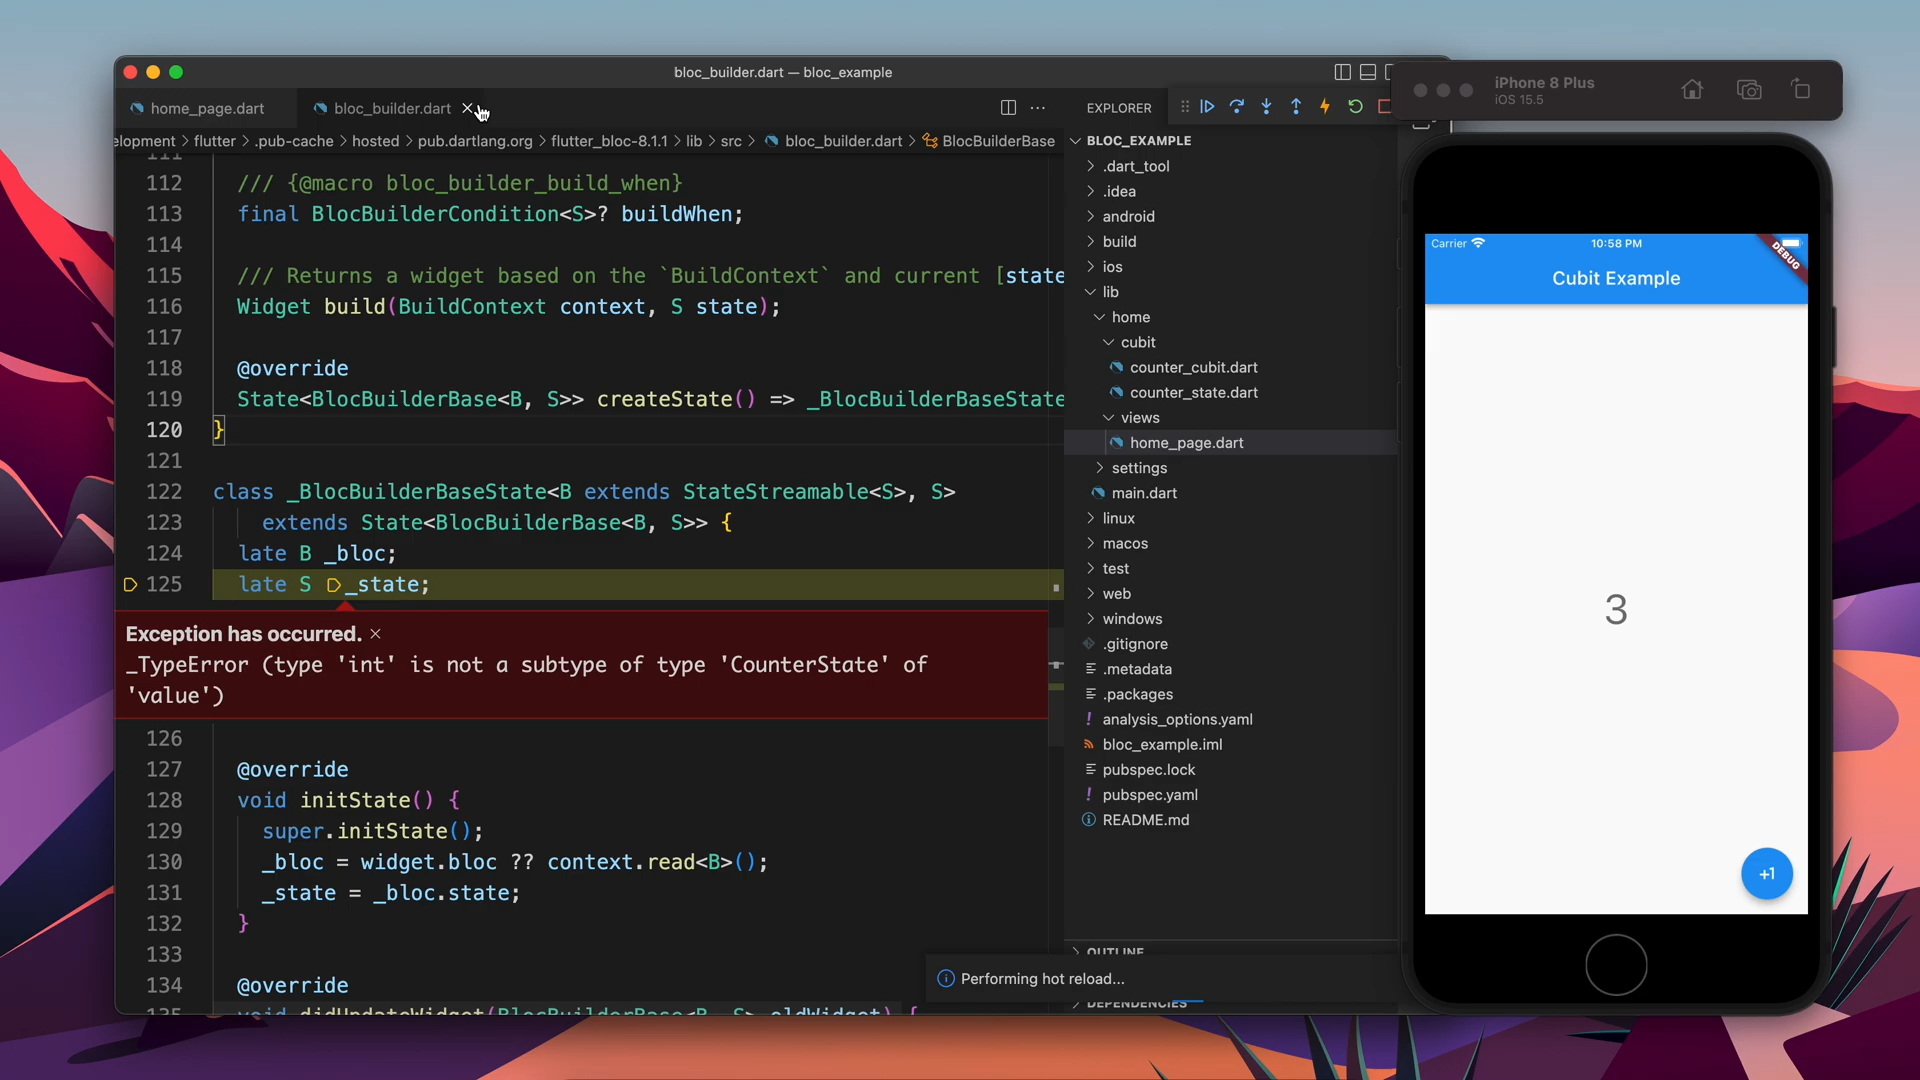 bloc_builder.dart — bloc_example
home_page.dart
bloc_builder.dart
elopment > flutter > .pub-cache > hosted > pub.dartlang.org > flutter_bloc-8.1.1 > lib > src > bloc_builder.dart > BlocBuilderBase
111
112 /// {@macro bloc_builder_build_when}
113 final BlocBuilderCondition<S>? buildWhen;
114
115 /// Returns a widget based on the `BuildContext` and current [state
116 Widget build(BuildContext context, S state);
117
118 @override
119 State<BlocBuilderBase<B, S>> createState() => _BlocBuilderBaseState
120 }
121
122 class _BlocBuilderBaseState<B extends StateStreamable<S>, S>
123 extends State<BlocBuilderBase<B, S>> {
124 late B _bloc;
125 late S _state;
Exception has occurred.
_TypeError (type 'int' is not a subtype of type 'CounterState' of
'value')
126
127 @override
128 void initState() {
129 super.initState();
130 _bloc = widget.bloc ?? context.read<B>();
131 _state = _bloc.state;
132 }
133
134 @override
135 void didUpdateWidget(BlocBuilderBase<B, S> oldWidget) {
EXPLORER
BLOC_EXAMPLE
.dart_tool
.idea
android
build
ios
lib
home
cubit
counter_cubit.dart
counter_state.dart
views
home_page.dart
settings
main.dart
linux
macos
test
web
windows
.gitignore
.metadata
.packages
analysis_options.yaml
bloc_example.iml
pubspec.lock
pubspec.yaml
README.md
OUTLINE
Performing hot reload...
DEPENDENCIES
iPhone 8 Plus
iOS 15.5
Carrier
10:58 PM
DEBUG
Cubit Example
3
+1